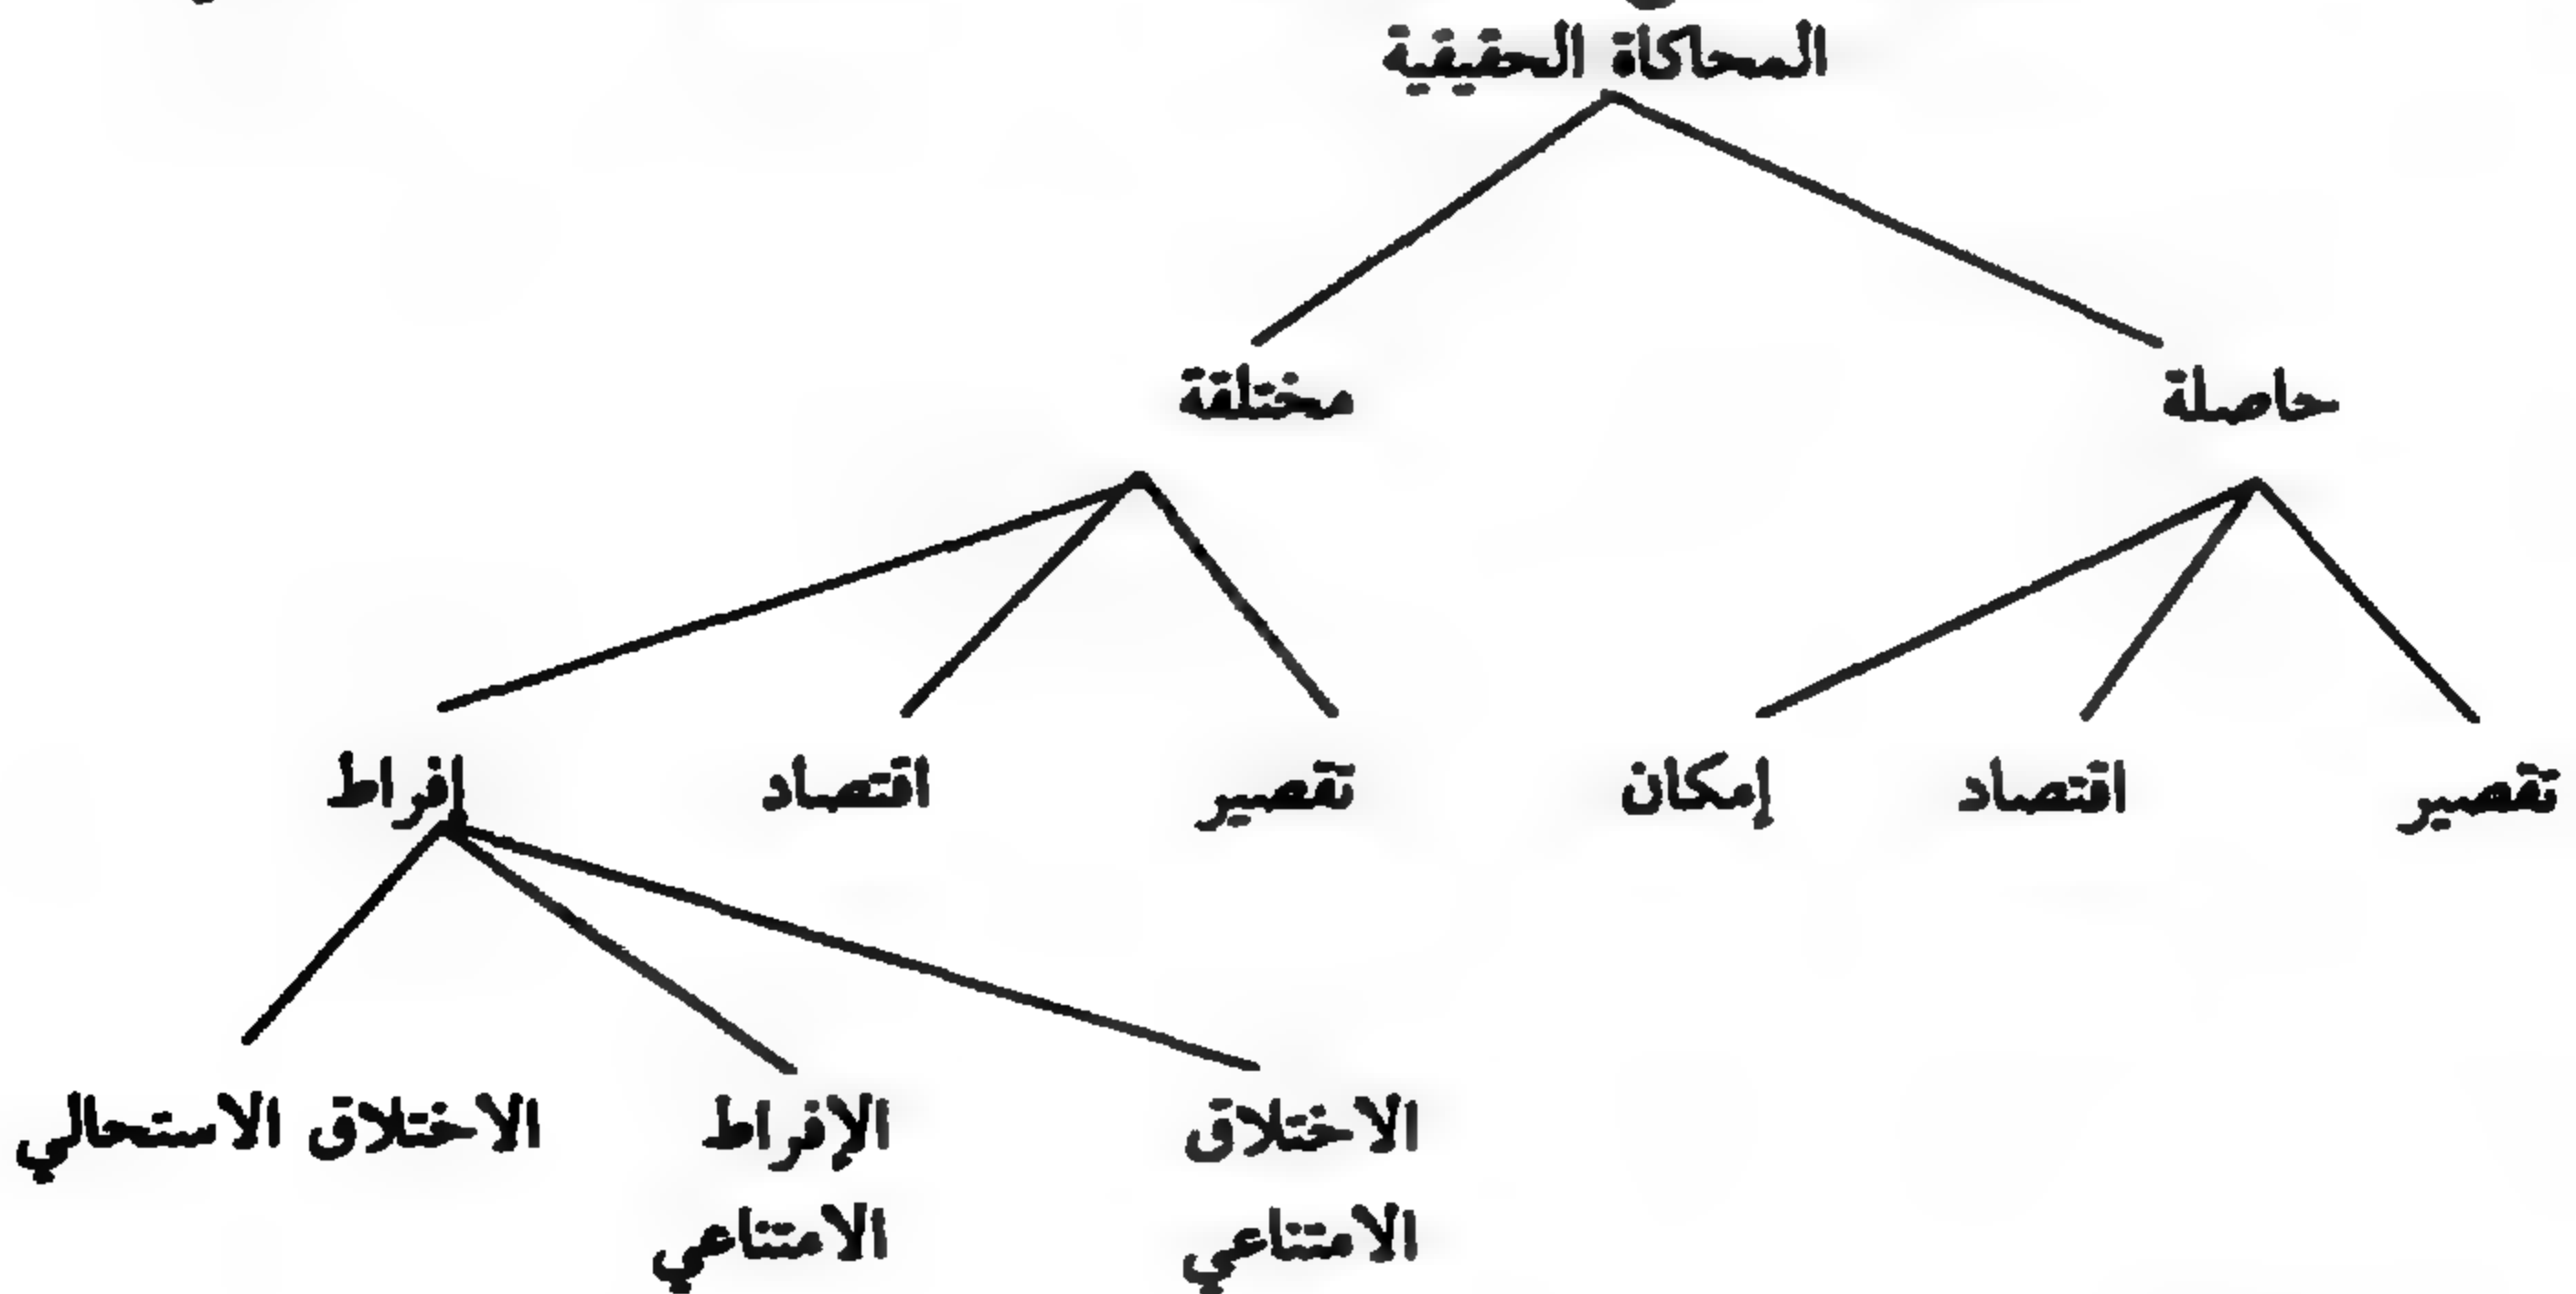 المحاكاة الحقيقية
حاصلة
مختلقة
تقصير
اقتصاد
إمكان
تقصير
اقتصاد
إفراط
الاختلاق
الامتناعي
الإفراط
الامتناعي
الاختلاق الاستحالي